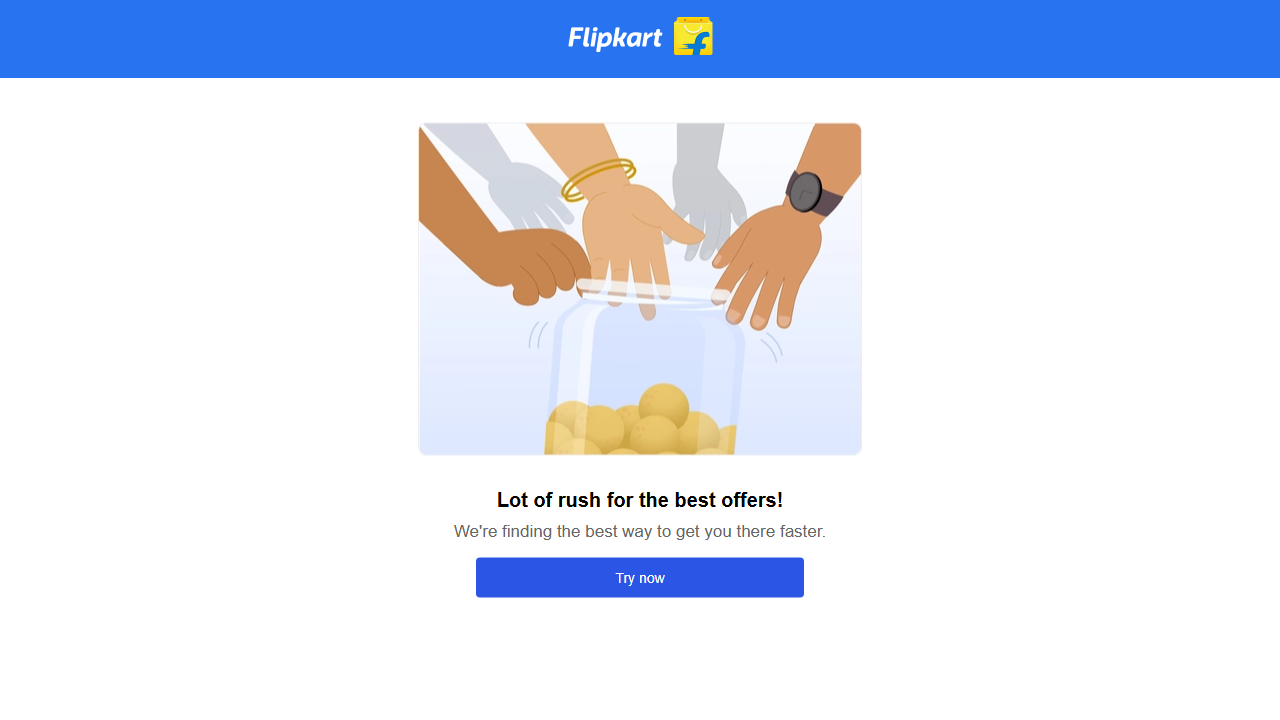 Flipkart
Lot of rush for the best offers!
We're finding the best way to get you there faster.
Try now